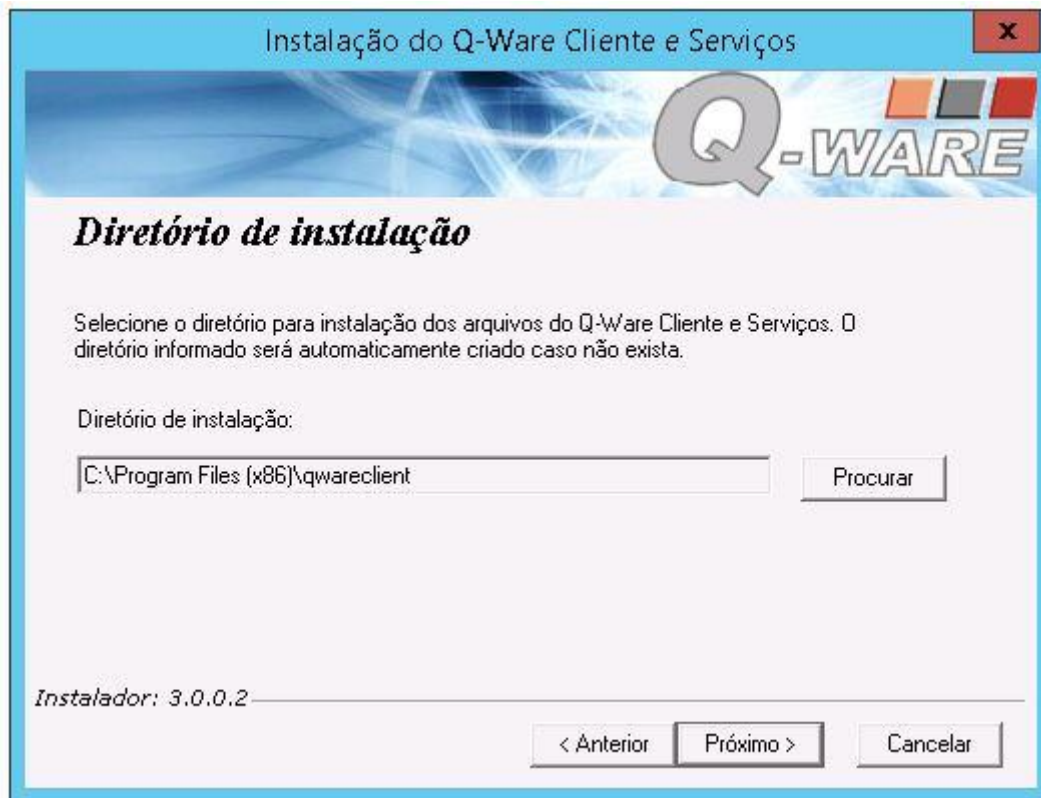 Instalação do Q-Ware Cliente e Serviços
x
Q-WARE
Diretório de instalação
Selecione o diretório para instalação dos arquivos do Q-Ware Cliente e Serviços. O
diretório informado será automaticamente criado caso não exista.
Diretório de instalação:
C:\Program Files (x86)\qwareclient
Procurar
Instalador: 3.0.0.2
< Anterior
Próximo >
Cancelar